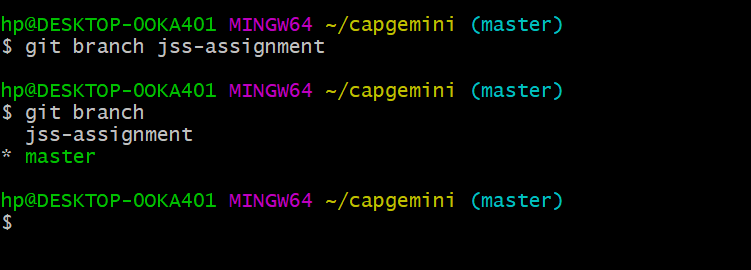 hp@DESKTOP-OOKA401 MINGW64 ~/capgemini (master)
$ git branch jss-assignment
hp@DESKTOP-OOKA401 MINGW64 ~/capgemini (master)
$ git branch
  jss-assignment
* master
hp@DESKTOP-OOKA401 MINGW64 ~/capgemini (master)
$